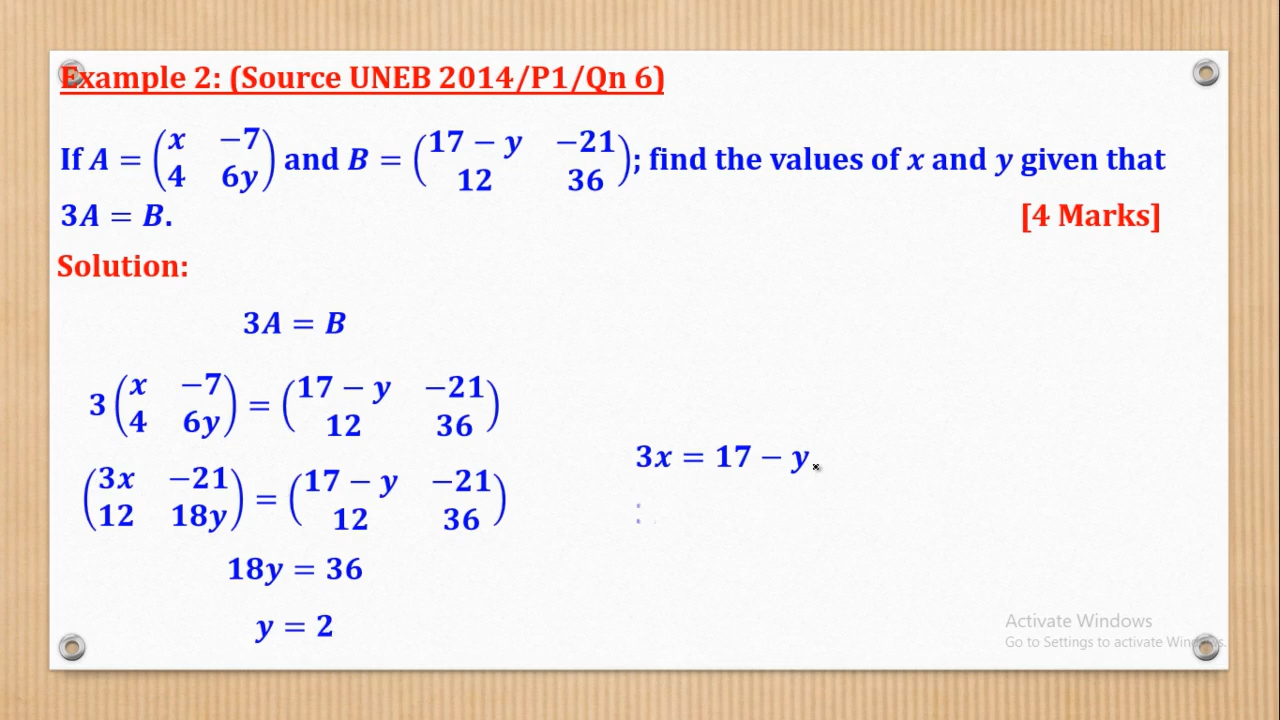 Example 2: (Source UNEB 2014/P1/Qn 6)
If A = (x −7 4 6y) and B = (17 − y −21 12 36); find the values of x and y given that
3A = B. [4 Marks]
Solution:
3A = B
3 (x −7 4 6y) = (17 − y −21 12 36)
(3x −21 12 18y) = (17 − y −21 12 36)
18y = 36
y = 2
3x = 17 − y
Activate Windows
Go to Settings to activate Windows.